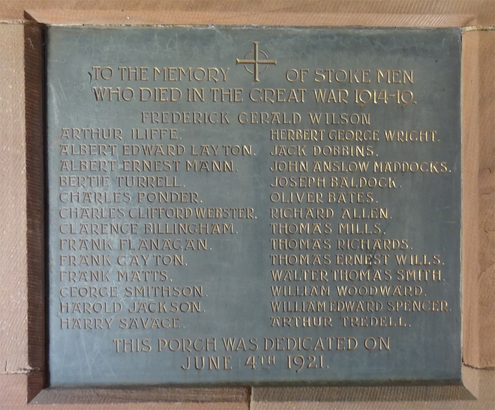 TO THE MEMORY OF STOKE MEN
WHO DIED IN THE GREAT WAR 1914-19.
FREDERICK GERALD WILSON
ARTHUR ILIFFE.
ALBERT EDWARD LAYTON.
ALBERT ERNEST MANN.
BERTIE TURRELL.
CHARLES PONDER.
CHARLES CLIFFORD WEBSTER.
CLARENCE BILLINGHAM.
FRANK FLANAGAN.
FRANK GAYTON.
FRANK MATTS.
GEORGE SMITHSON.
HAROLD JACKSON.
HARRY SAVAGE.
HERBERT GEORGE WRIGHT.
JACK DOBBINS.
JOHN ANSLOW MADDOCKS.
JOSEPH BALDOCK.
OLIVER BATES.
RICHARD ALLEN.
THOMAS MILLS.
THOMAS RICHARDS.
THOMAS ERNEST WILLS.
WALTER THOMAS SMITH.
WILLIAM WOODWARD.
WILLIAM EDWARD SPENCER.
ARTHUR TREDELL.
THIS PORCH WAS DEDICATED ON
JUNE 4TH 1921.